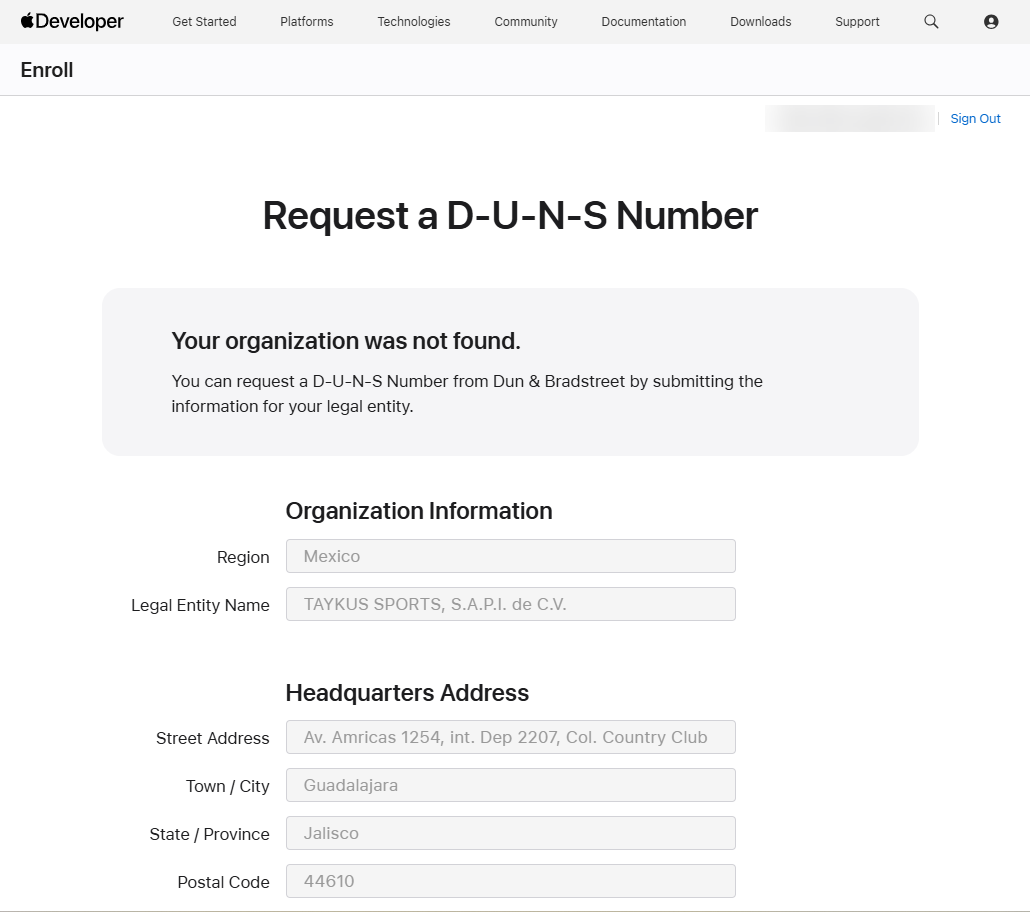 Developer
Get Started
Platforms
Technologies
Community
Documentation
Downloads
Support
Enroll
Sign Out
Request a D-U-N-S Number
Your organization was not found.
You can request a D-U-N-S Number from Dun & Bradstreet by submitting the
information for your legal entity.
Organization Information
Region Mexico
Legal Entity Name TAYKUS SPORTS, S.A.P.I. de C.V.
Headquarters Address
Street Address Av. Amricas 1254, int. Dep 2207, Col. Country Club
Town / City Guadalajara
State / Province Jalisco
Postal Code 44610